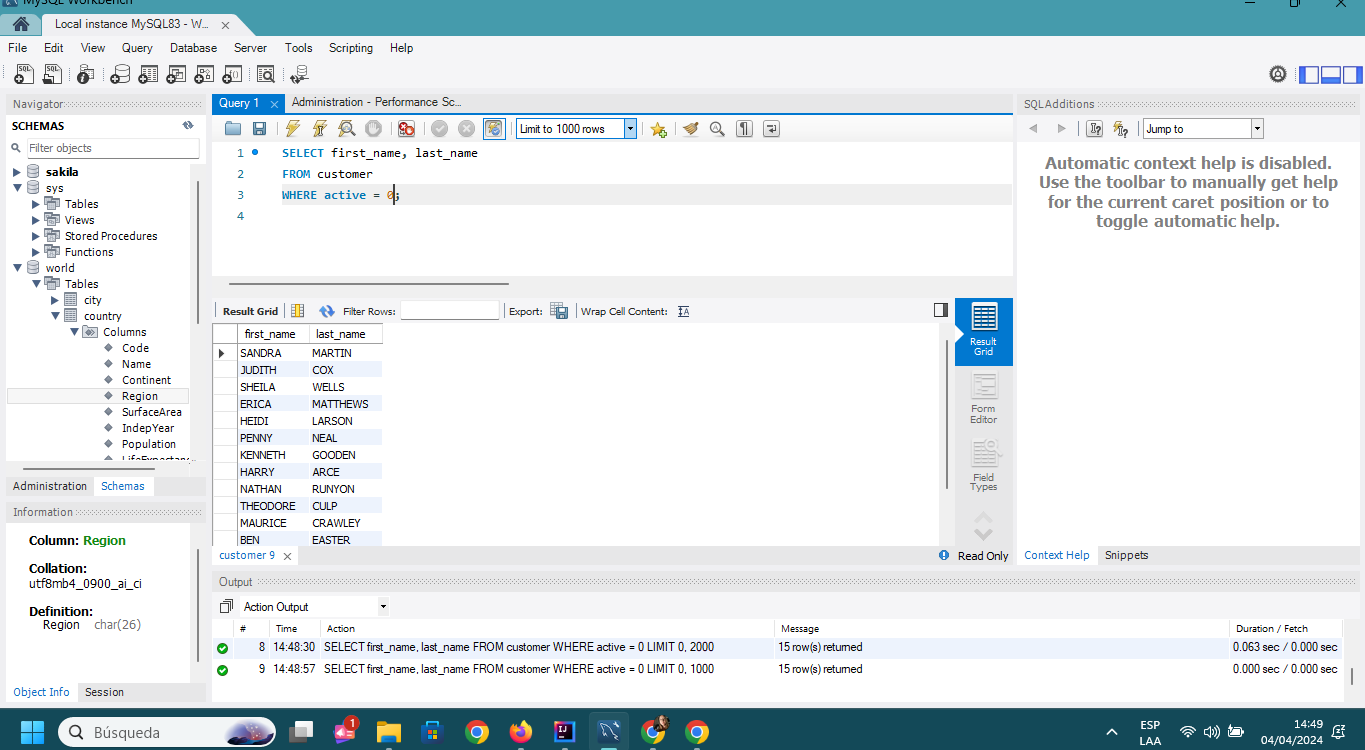 MySQL Workbench
Local instance MySQL83 - W... ×
File Edit View Query Database Server Tools Scripting Help
Navigator
SCHEMAS
Filter objects
sakila
sys
Tables
Views
Stored Procedures
Functions
world
Tables
city
country
Columns
Code
Name
Continent
Region
SurfaceArea
IndepYear
Population
LifeExpectancy
Administration Schemas
Information
Column: Region
Collation:
utf8mb4_0900_ai_ci
Definition:
Region char(26)
Object Info Session
Query 1 × Administration - Performance Sc...
Limit to 1000 rows
1 SELECT first_name, last_name
2 FROM customer
3 WHERE active = 0;
4
Result Grid Filter Rows: Export: Wrap Cell Content:
first_name last_name
SANDRA MARTIN
JUDITH COX
SHEILA WELLS
ERICA MATTHEWS
HEIDI LARSON
PENNY NEAL
KENNETH GOODEN
HARRY ARCE
NATHAN RUNYON
THEODORE CULP
MAURICE CRAWLEY
BEN EASTER
Result
Grid
Form
Editor
Field
Types
customer 9 × Read Only
SQLAdditions
Jump to
Automatic context help is disabled.
Use the toolbar to manually get help
for the current caret position or to
toggle automatic help.
Context Help Snippets
Output
Action Output
# Time Action Message Duration / Fetch
8 14:48:30 SELECT first_name, last_name FROM customer WHERE active = 0 LIMIT 0, 2000 15 row(s) returned 0.063 sec / 0.000 sec
9 14:48:57 SELECT first_name, last_name FROM customer WHERE active = 0 LIMIT 0, 1000 15 row(s) returned 0.000 sec / 0.000 sec
Búsqueda
1
ESP
LAA
14:49
04/04/2024